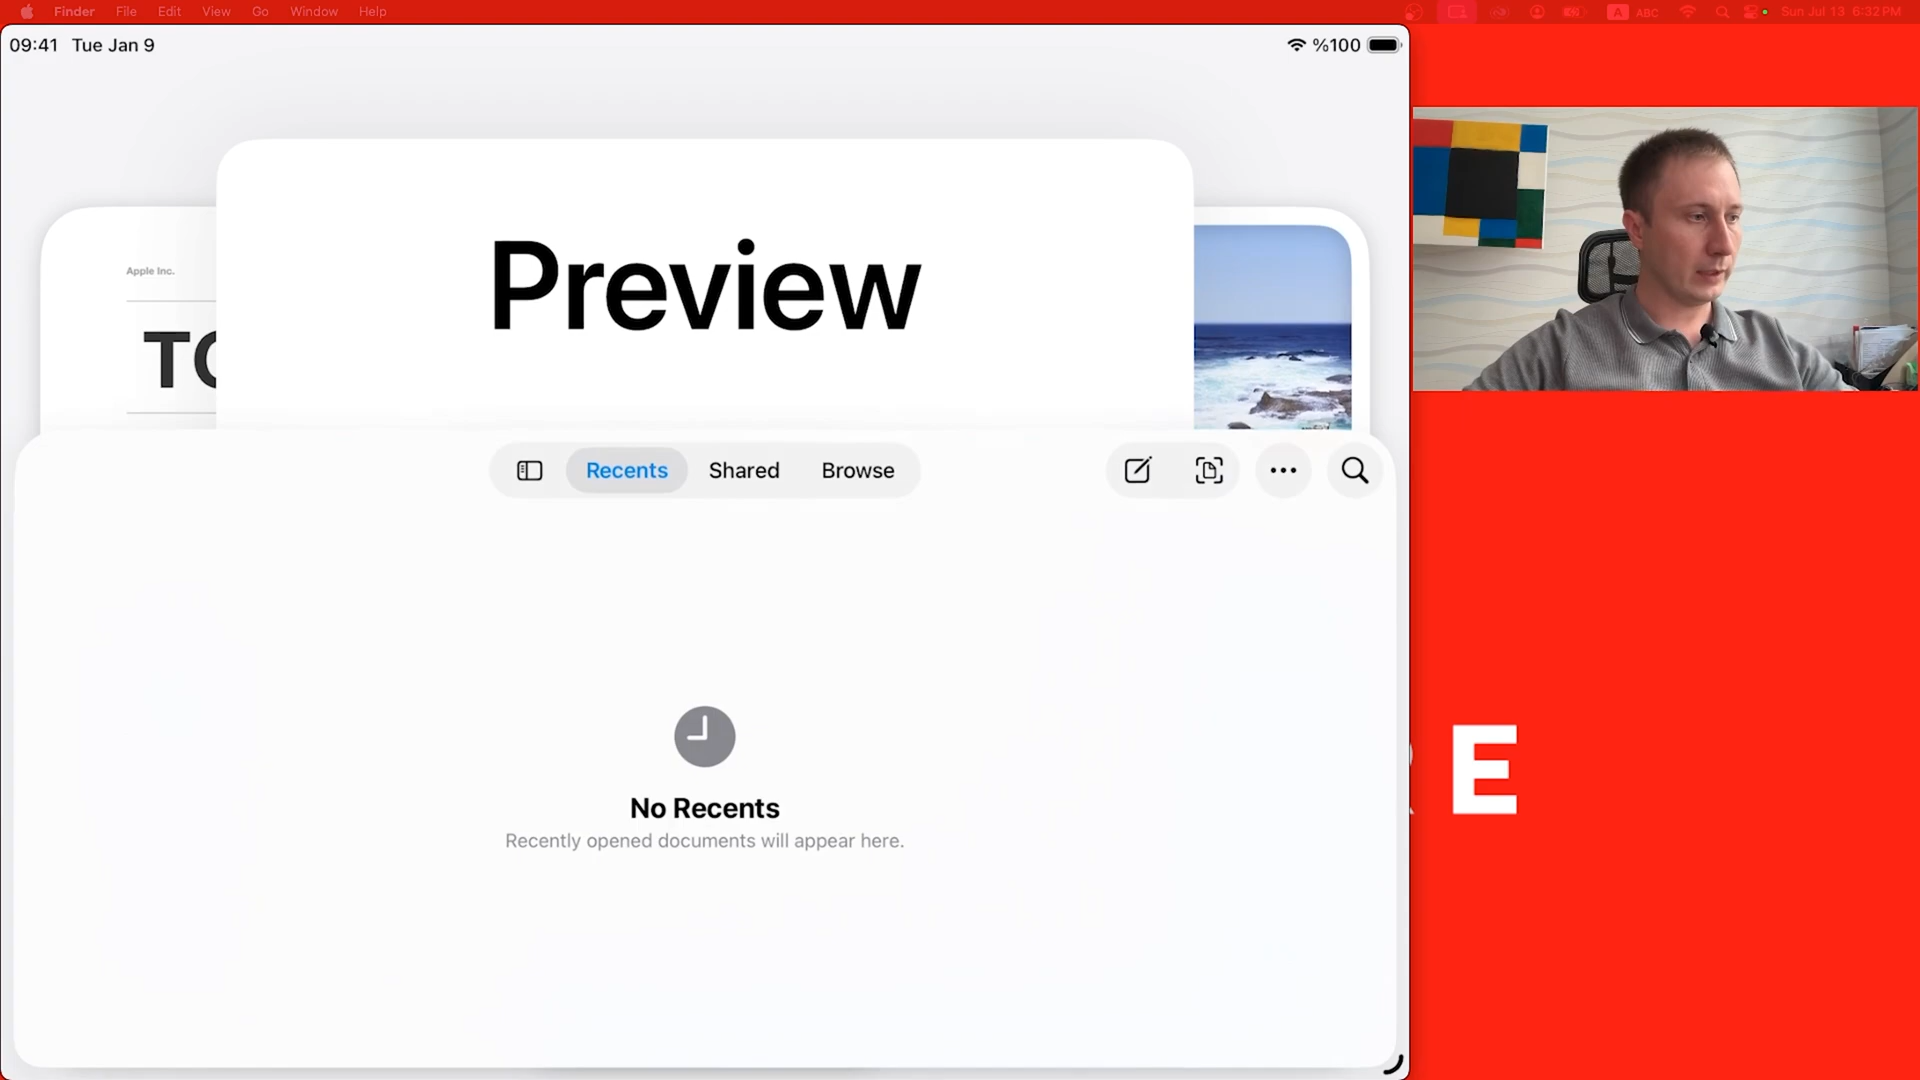 Finder File Edit View Go Window Help
A ABC Sun Jul 13 6:32 PM
09:41 Tue Jan 9 %100
Preview
Apple Inc.
Recents Shared Browse
No Recents
Recently opened documents will appear here.
E